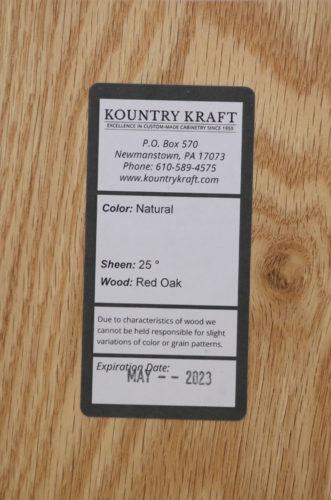 KOUNTRY KRAFT
EXCELLENCE IN CUSTOM-MADE CABINETRY SINCE 1959
P.O. Box 570
Newmanstown, PA 17073
Phone: 610-589-4575
www.kountrykraft.com
Color: Natural
Sheen: 25 °
Wood: Red Oak
Due to characteristics of wood we
cannot be held responsible for slight
variations of color or grain patterns.
Expiration Date:
MAY -- 2023